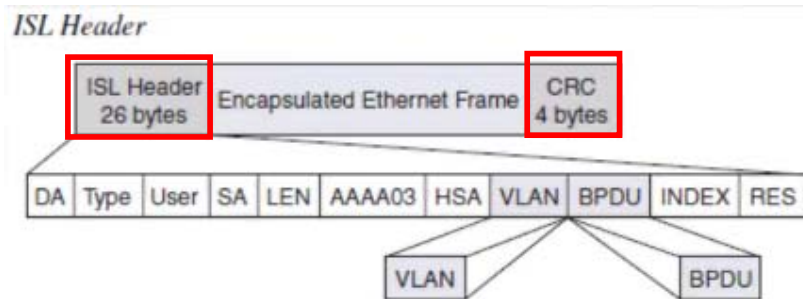 ISL Header
ISL Header
26 bytes
Encapsulated Ethernet Frame
CRC
4 bytes
DA Type User SA LEN AAAA03 HSA VLAN BPDU INDEX RES
VLAN BPDU